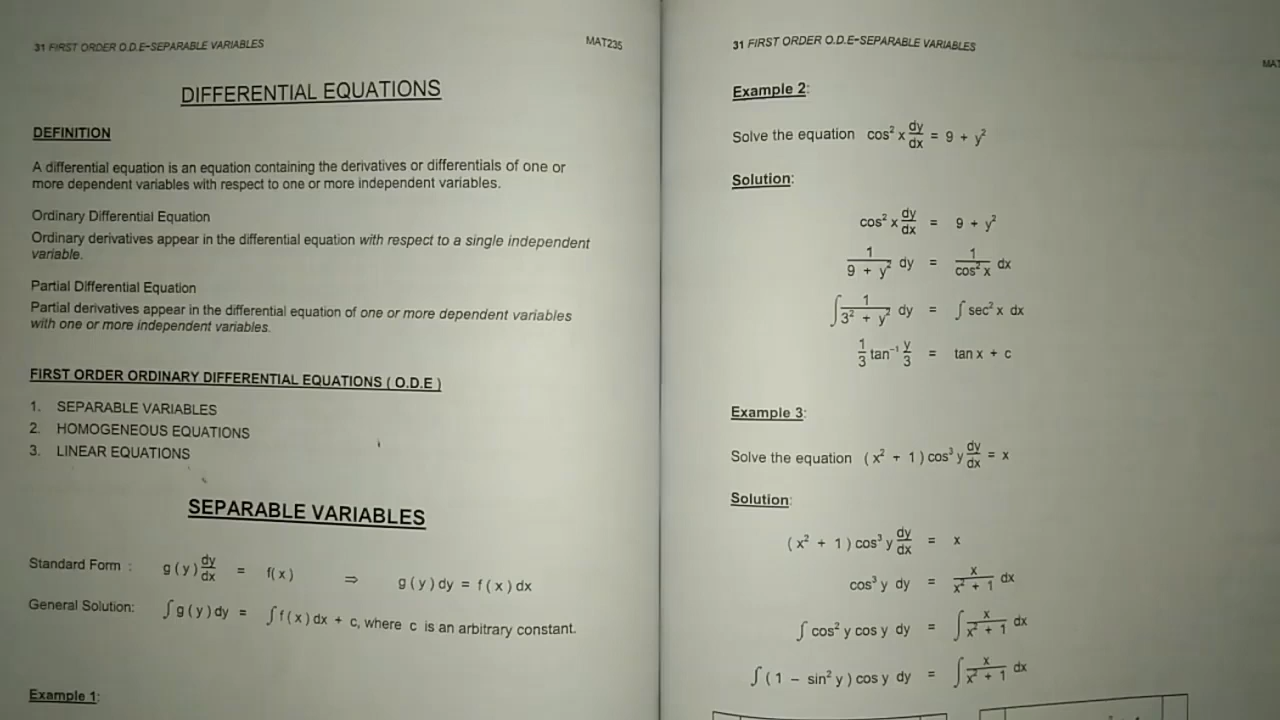 31 FIRST ORDER O.D.E-SEPARABLE VARIABLES
MAT235
DIFFERENTIAL EQUATIONS
DEFINITION
A differential equation is an equation containing the derivatives or differentials of one or
more dependent variables with respect to one or more independent variables.
Ordinary Differential Equation
Ordinary derivatives appear in the differential equation with respect to a single independent
variable.
Partial Differential Equation
Partial derivatives appear in the differential equation of one or more dependent variables
with one or more independent variables.
FIRST ORDER ORDINARY DIFFERENTIAL EQUATIONS ( O.D.E )
1. SEPARABLE VARIABLES
2. HOMOGENEOUS EQUATIONS
3. LINEAR EQUATIONS
SEPARABLE VARIABLES
Standard Form : g ( y ) dy/dx = f( x ) ⇒ g ( y ) dy = f ( x ) dx
General Solution: ∫ g ( y ) dy = ∫ f ( x ) dx + c, where c is an arbitrary constant.
Example 1:
31 FIRST ORDER O.D.E-SEPARABLE VARIABLES
MAT
Example 2:
Solve the equation cos² x dy/dx = 9 + y²
Solution:
cos² x dy/dx = 9 + y²
1/(9 + y²) dy = 1/(cos² x) dx
∫ 1/(3² + y²) dy = ∫ sec² x dx
1/3 tan⁻¹ y/3 = tan x + c
Example 3:
Solve the equation ( x² + 1 ) cos³ y dy/dx = x
Solution:
( x² + 1 ) cos³ y dy/dx = x
cos³ y dy = x/(x² + 1) dx
∫ cos² y cos y dy = ∫ x/(x² + 1) dx
∫ ( 1 − sin² y ) cos y dy = ∫ x/(x² + 1) dx